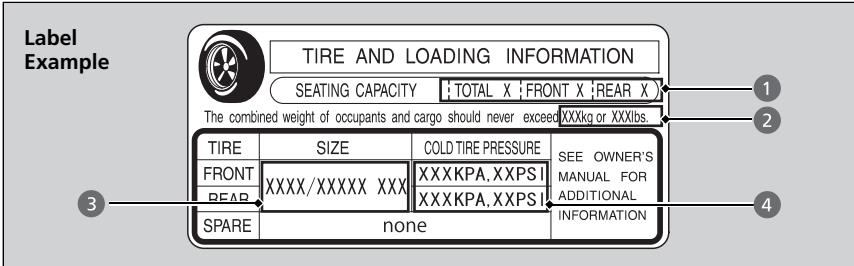 Label
Example
TIRE AND LOADING INFORMATION
SEATING CAPACITY TOTAL X FRONT X REAR X
1
The combined weight of occupants and cargo should never exceed XXXkg or XXXlbs.
2
TIRE SIZE COLD TIRE PRESSURE
SEE OWNER'S
MANUAL FOR
ADDITIONAL
INFORMATION
FRONT XXXX/XXXXX XXX XXXKPA,XXPSI
REAR XXXKPA,XXPSI
3
4
SPARE none